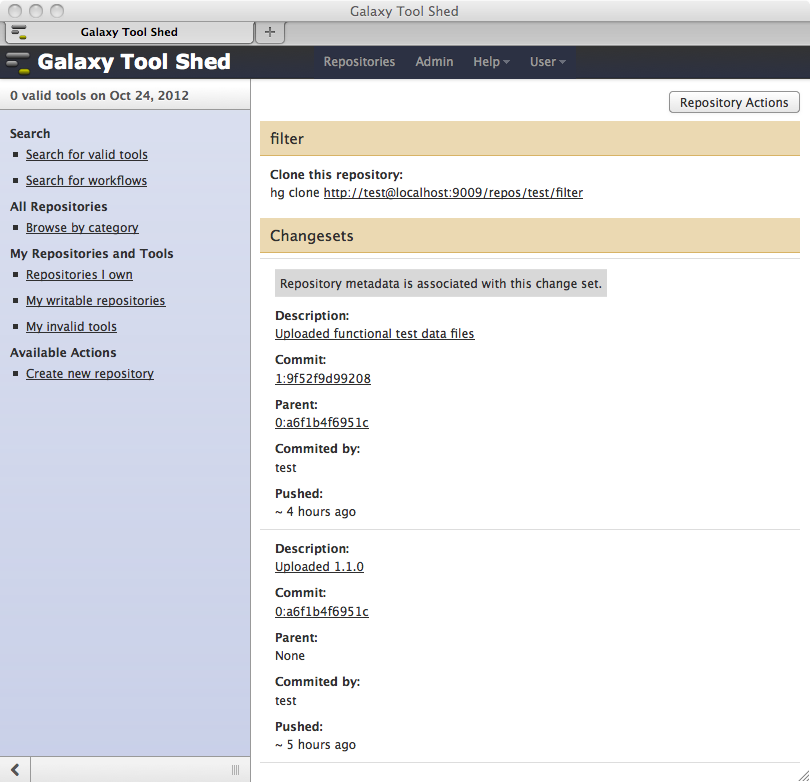 Galaxy Tool Shed
Galaxy Tool Shed
Galaxy Tool Shed
Repositories
Admin
Help
User
0 valid tools on Oct 24, 2012
Search
Search for valid tools
Search for workflows
All Repositories
Browse by category
My Repositories and Tools
Repositories I own
My writable repositories
My invalid tools
Available Actions
Create new repository
Repository Actions
filter
Clone this repository:
hg clone http://test@localhost:9009/repos/test/filter
Changesets
Repository metadata is associated with this change set.
Description:
Uploaded functional test data files
Commit:
1:9f52f9d99208
Parent:
0:a6f1b4f6951c
Commited by:
test
Pushed:
~ 4 hours ago
Description:
Uploaded 1.1.0
Commit:
0:a6f1b4f6951c
Parent:
None
Commited by:
test
Pushed:
~ 5 hours ago